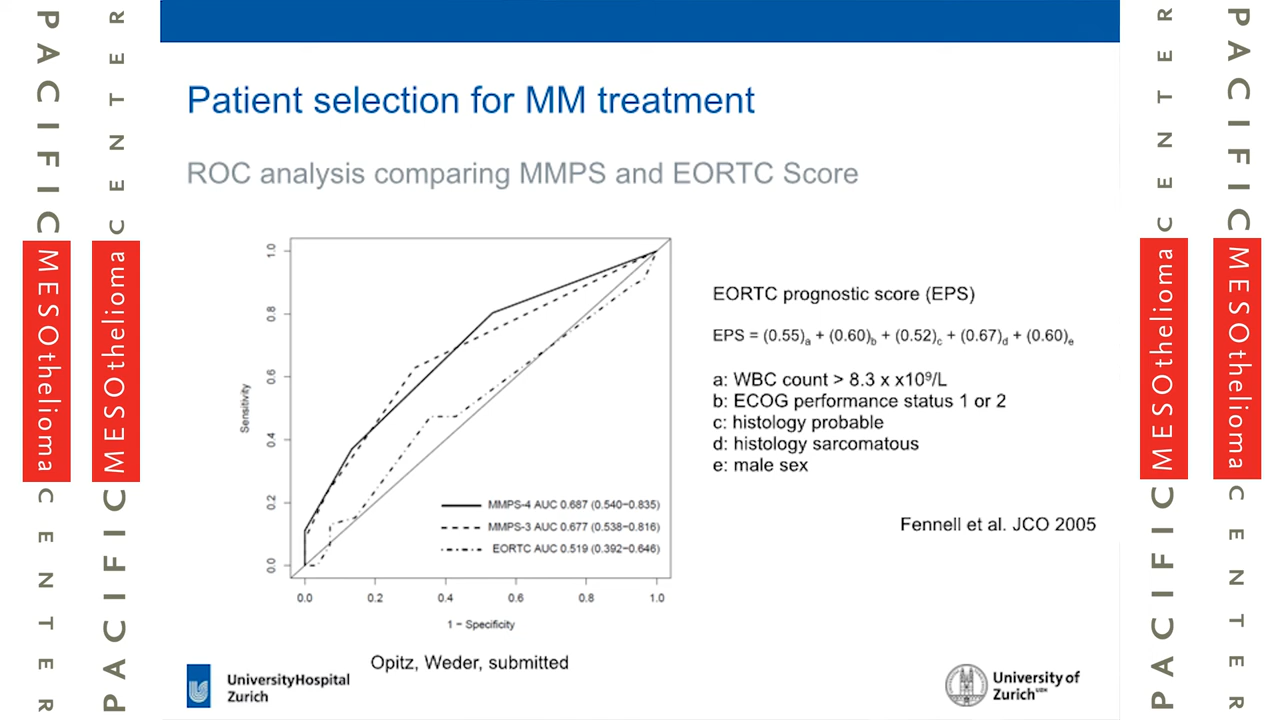 PACIFIC MESOthelioma CENTER
PACIFIC MESOthelioma CENTER
Patient selection for MM treatment
ROC analysis comparing MMPS and EORTC Score
Sensitivity
1.0
0.8
0.6
0.4
0.2
0.0
MMPS-4 AUC 0.687 (0.540-0.835)
MMPS-3 AUC 0.677 (0.538-0.816)
EORTC AUC 0.519 (0.392-0.646)
0.0 0.2 0.4 0.6 0.8 1.0
1 - Specificity
EORTC prognostic score (EPS)
EPS = (0.55)a + (0.60)b + (0.52)c + (0.67)d + (0.60)e
a: WBC count > 8.3 x x10⁹/L
b: ECOG performance status 1 or 2
c: histology probable
d: histology sarcomatous
e: male sex
Fennell et al. JCO 2005
Opitz, Weder, submitted
UniversityHospital
Zurich
University of
Zurich UZH
PACIFIC MESOthelioma CENTER
PACIFIC MESOthelioma CENTER